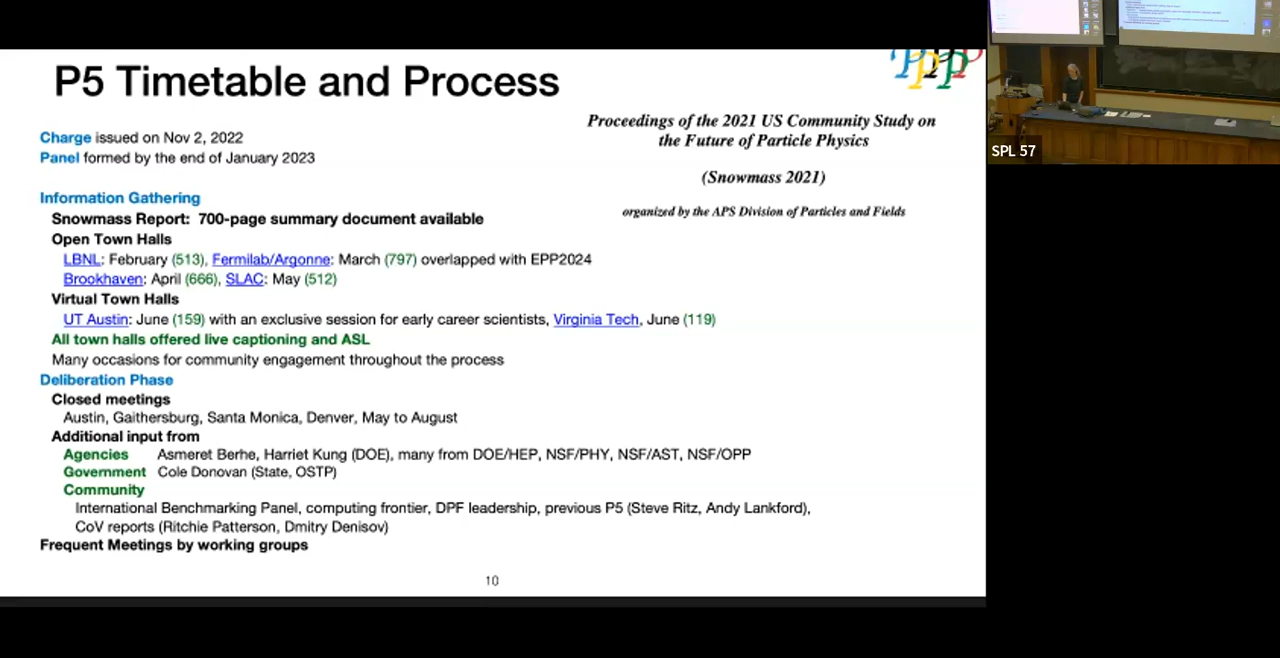 P5 Timetable and Process
Charge issued on Nov 2, 2022
Panel formed by the end of January 2023
Proceedings of the 2021 US Community Study on
the Future of Particle Physics
(Snowmass 2021)
organized by the APS Division of Particles and Fields
Information Gathering
Snowmass Report: 700-page summary document available
Open Town Halls
LBNL: February (513), Fermilab/Argonne: March (797) overlapped with EPP2024
Brookhaven: April (666), SLAC: May (512)
Virtual Town Halls
UT Austin: June (159) with an exclusive session for early career scientists, Virginia Tech, June (119)
All town halls offered live captioning and ASL
Many occasions for community engagement throughout the process
Deliberation Phase
Closed meetings
Austin, Gaithersburg, Santa Monica, Denver, May to August
Additional input from
Agencies Asmeret Berhe, Harriet Kung (DOE), many from DOE/HEP, NSF/PHY, NSF/AST, NSF/OPP
Government Cole Donovan (State, OSTP)
Community
International Benchmarking Panel, computing frontier, DPF leadership, previous P5 (Steve Ritz, Andy Lankford),
CoV reports (Ritchie Patterson, Dmitry Denisov)
Frequent Meetings by working groups
10
SPL 57